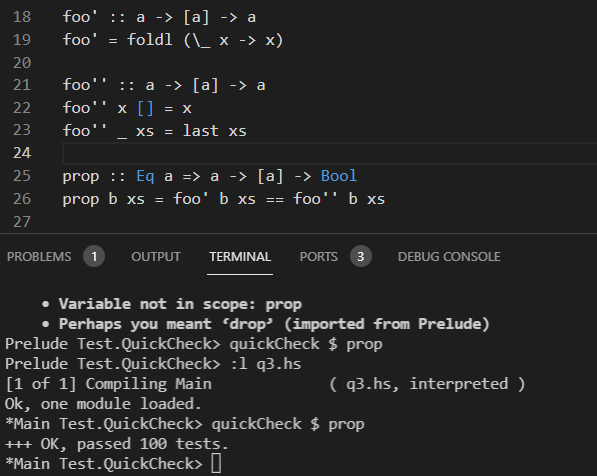 18 foo' :: a -> [a] -> a
19 foo' = foldl (\_ x -> x)
20
21 foo'' :: a -> [a] -> a
22 foo'' x [] = x
23 foo'' _ xs = last xs
24
25 prop :: Eq a => a -> [a] -> Bool
26 prop b xs = foo' b xs == foo'' b xs
27
PROBLEMS 1 OUTPUT TERMINAL PORTS 3 DEBUG CONSOLE
• Variable not in scope: prop
• Perhaps you meant ‘drop’ (imported from Prelude)
Prelude Test.QuickCheck> quickCheck $ prop
Prelude Test.QuickCheck> :l q3.hs
[1 of 1] Compiling Main ( q3.hs, interpreted )
Ok, one module loaded.
*Main Test.QuickCheck> quickCheck $ prop
+++ OK, passed 100 tests.
*Main Test.QuickCheck>